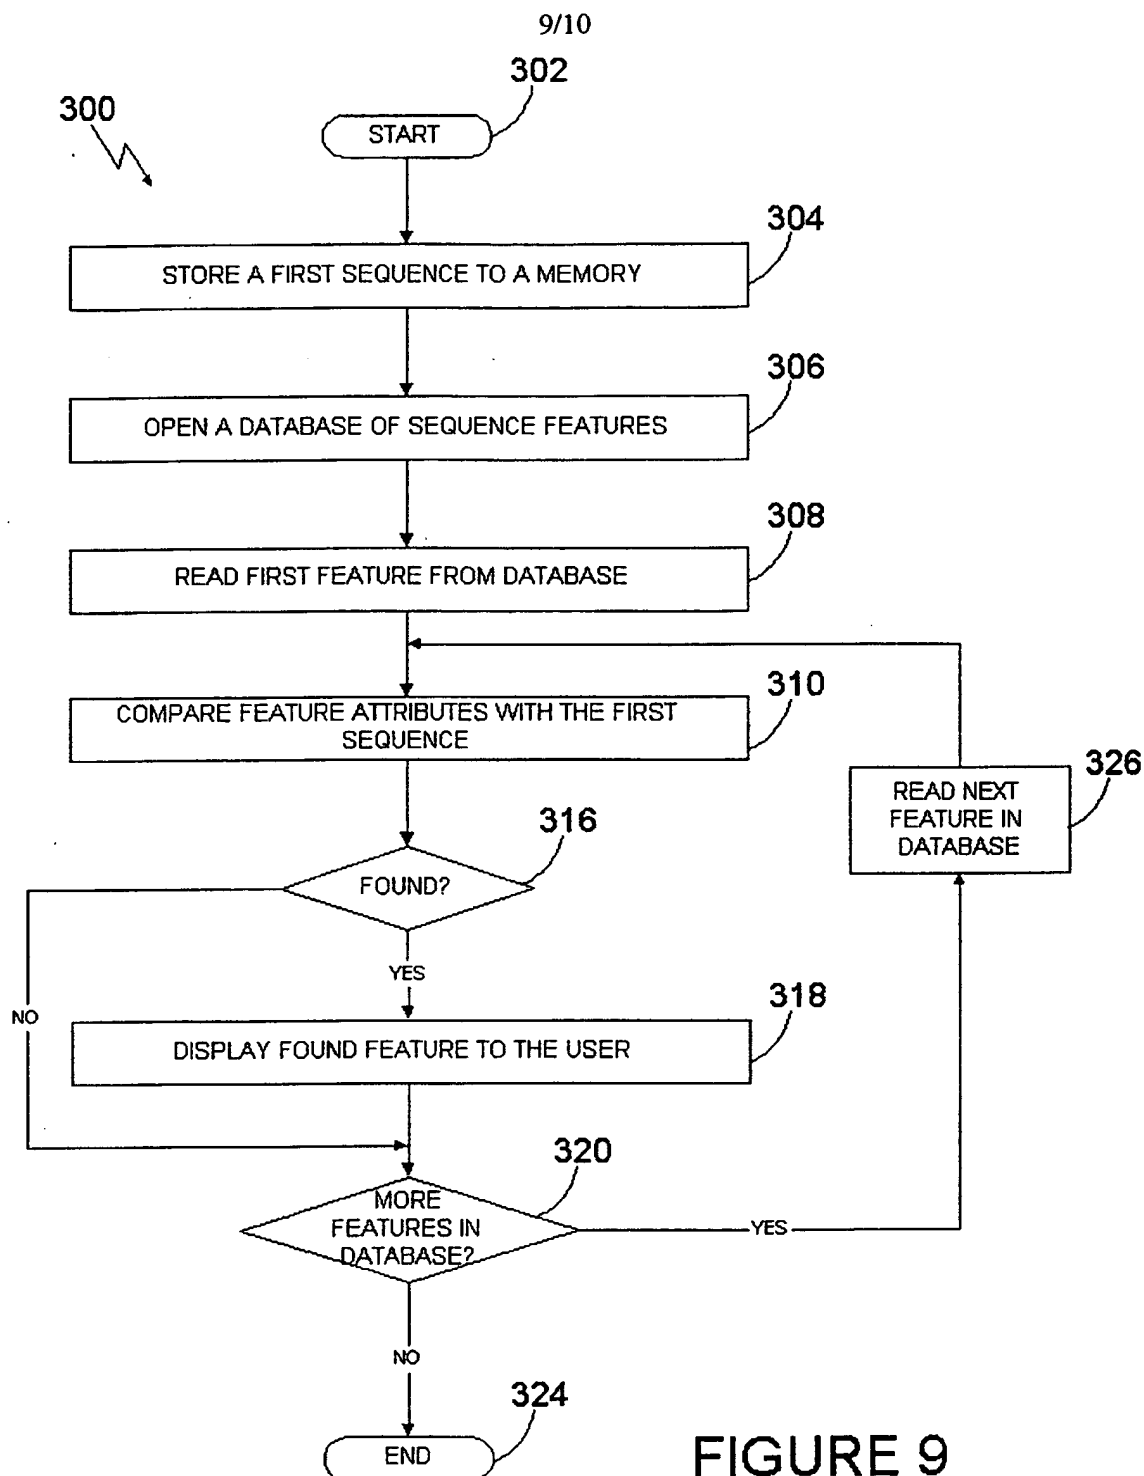 9/10
302
300
START
304
STORE A FIRST SEQUENCE TO A MEMORY
306
OPEN A DATABASE OF SEQUENCE FEATURES
308
READ FIRST FEATURE FROM DATABASE
310
COMPARE FEATURE ATTRIBUTES WITH THE FIRST
SEQUENCE
326
READ NEXT
FEATURE IN
DATABASE
316
FOUND?
YES
NO
318
DISPLAY FOUND FEATURE TO THE USER
320
MORE
FEATURES IN
DATABASE?
YES
NO
324
END
FIGURE 9